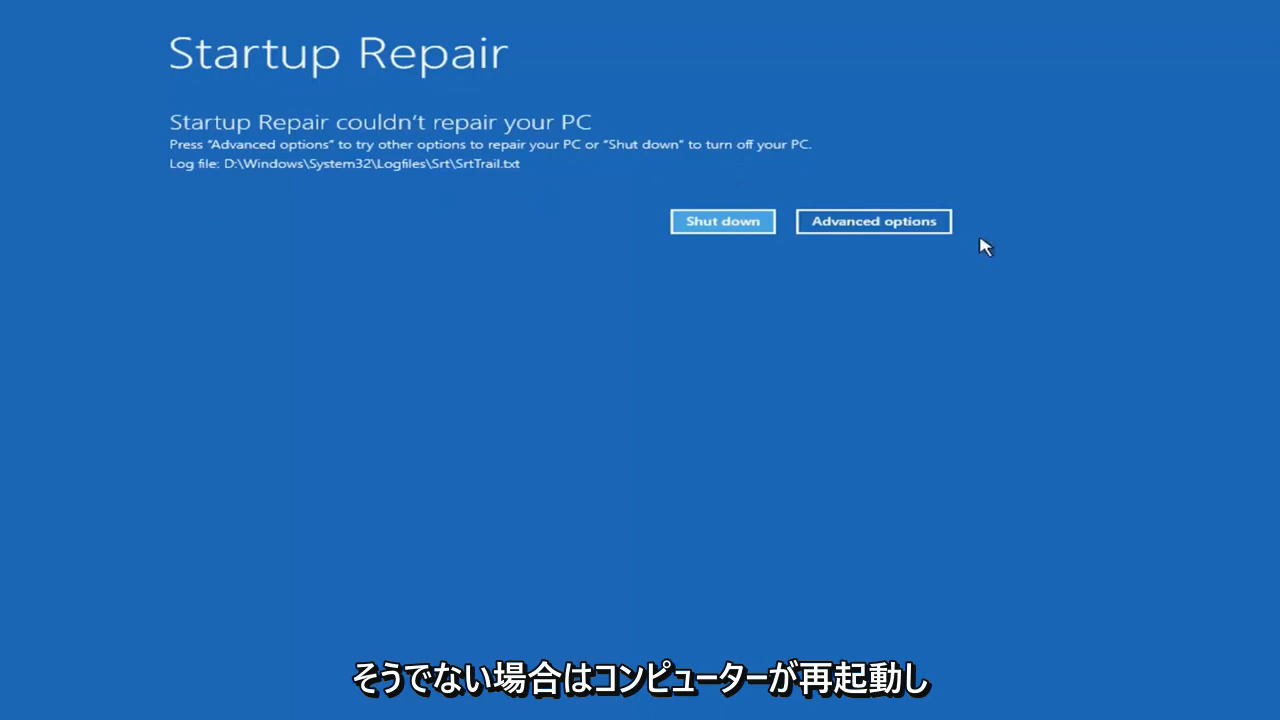 Startup Repair
Startup Repair couldn't repair your PC
Press "Advanced options" to try other options to repair your PC or "Shut down" to turn off your PC.
Log file: D:\Windows\System32\Logfiles\Srt\SrtTrail.txt
Shut down Advanced options
そうでない場合はコンピューターが再起動し